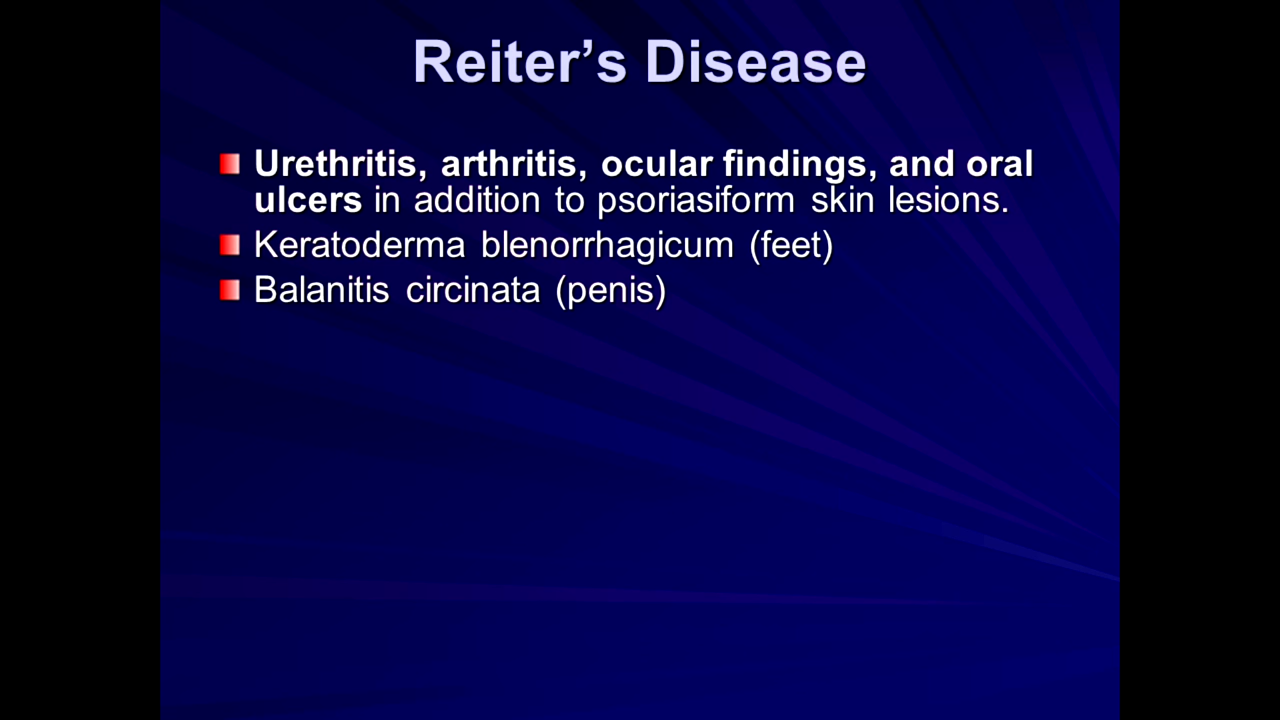 Reiter’s Disease
Urethritis, arthritis, ocular findings, and oral
ulcers in addition to psoriasiform skin lesions.
Keratoderma blenorrhagicum (feet)
Balanitis circinata (penis)